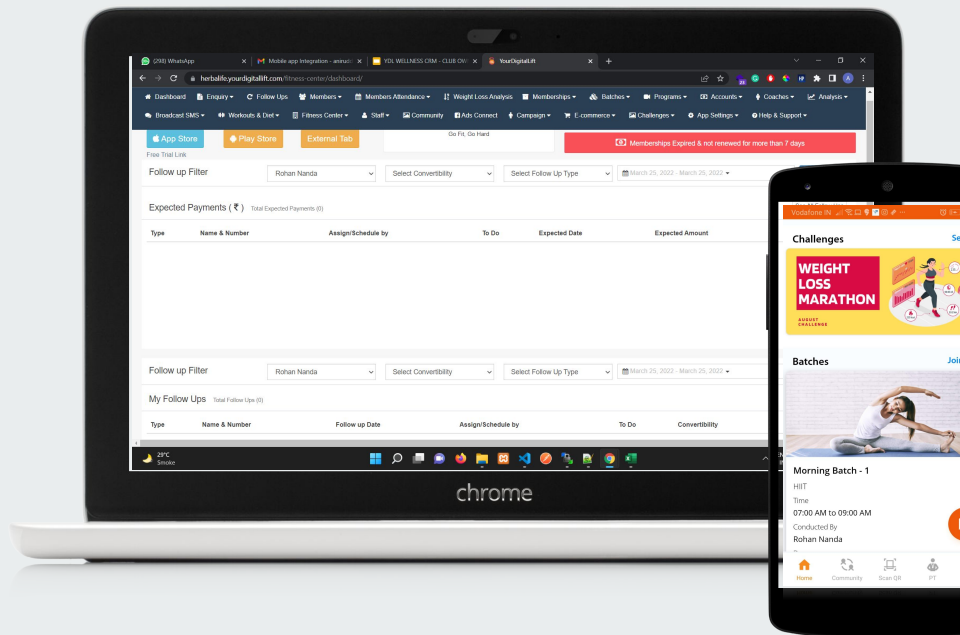 (298) WhatsApp
Mobile app Integration - anirudc
YDL WELLNESS CRM - CLUB OW
YourDigitalLift
herbalife.yourdigitallift.com/fitness-center/dashboard/
Dashboard Enquiry Follow Ups Members Members Attendance Weight Loss Analysis Memberships Batches Programs Accounts Coaches Analysis
Broadcast SMS Workouts & Diet Fitness Center Staff Community Ads Connect Campaign E-commerce Challenges App Settings Help & Support
App Store Play Store External Tab
Go Fit, Go Hard
Memberships Expired & not renewed for more than 7 days
Free Trial Link
Follow up Filter Rohan Nanda Select Convertibility Select Follow Up Type March 25, 2022 - March 25, 2022
Expected Payments ( ₹ ) Total Expected Payments (0)
Type Name & Number Assign/Schedule by To Do Expected Date Expected Amount
Follow up Filter Rohan Nanda Select Convertibility Select Follow Up Type March 25, 2022 - March 25, 2022
My Follow Ups Total Follow Ups (0)
Type Name & Number Follow up Date Assign/Schedule by To Do Convertibility
29°C
Smoke
chrome
Vodafone IN
Challenges
WEIGHT
LOSS
MARATHON
AUGUST
CHALLENGE
Batches Join
Morning Batch - 1
HIIT
Time
07:00 AM to 09:00 AM
Conducted By
Rohan Nanda
Home Community Scan QR PT